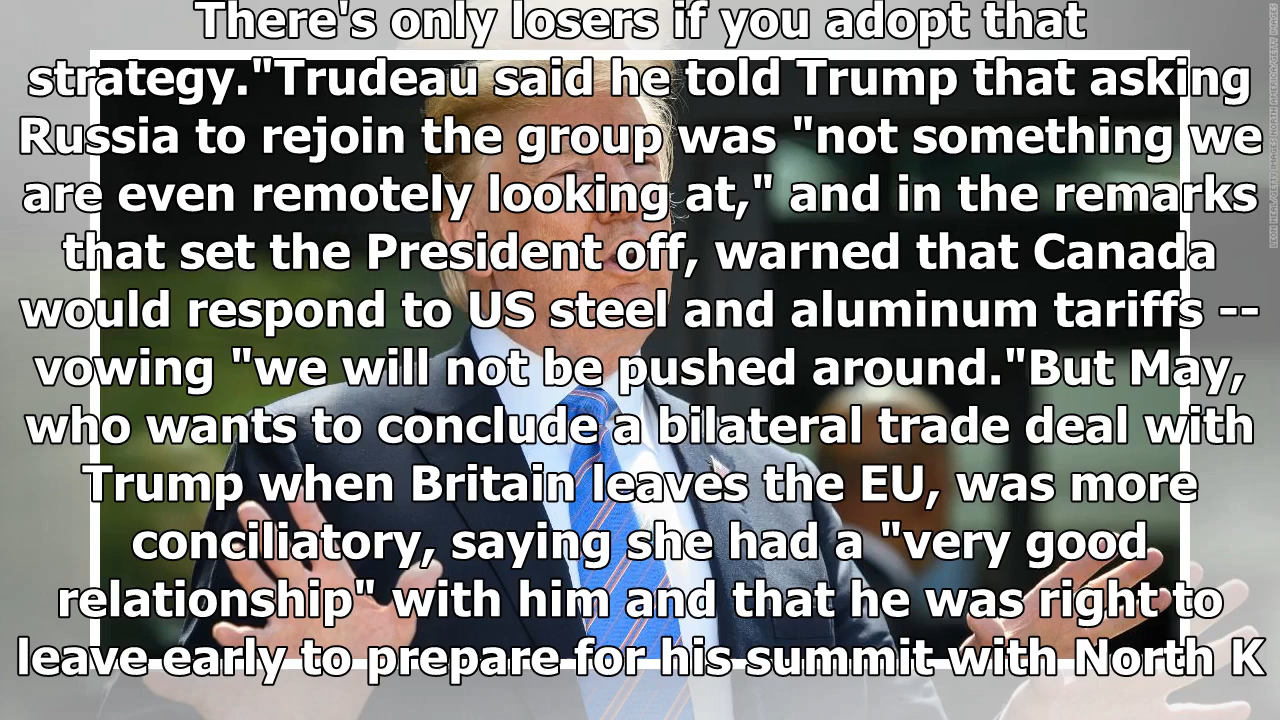 There's only losers if you adopt that
strategy."Trudeau said he told Trump that asking
Russia to rejoin the group was "not something we
are even remotely looking at," and in the remarks
that set the President off, warned that Canada
would respond to US steel and aluminum tariffs --
vowing "we will not be pushed around."But May,
who wants to conclude a bilateral trade deal with
Trump when Britain leaves the EU, was more
conciliatory, saying she had a "very good
relationship" with him and that he was right to
leave early to prepare for his summit with North K